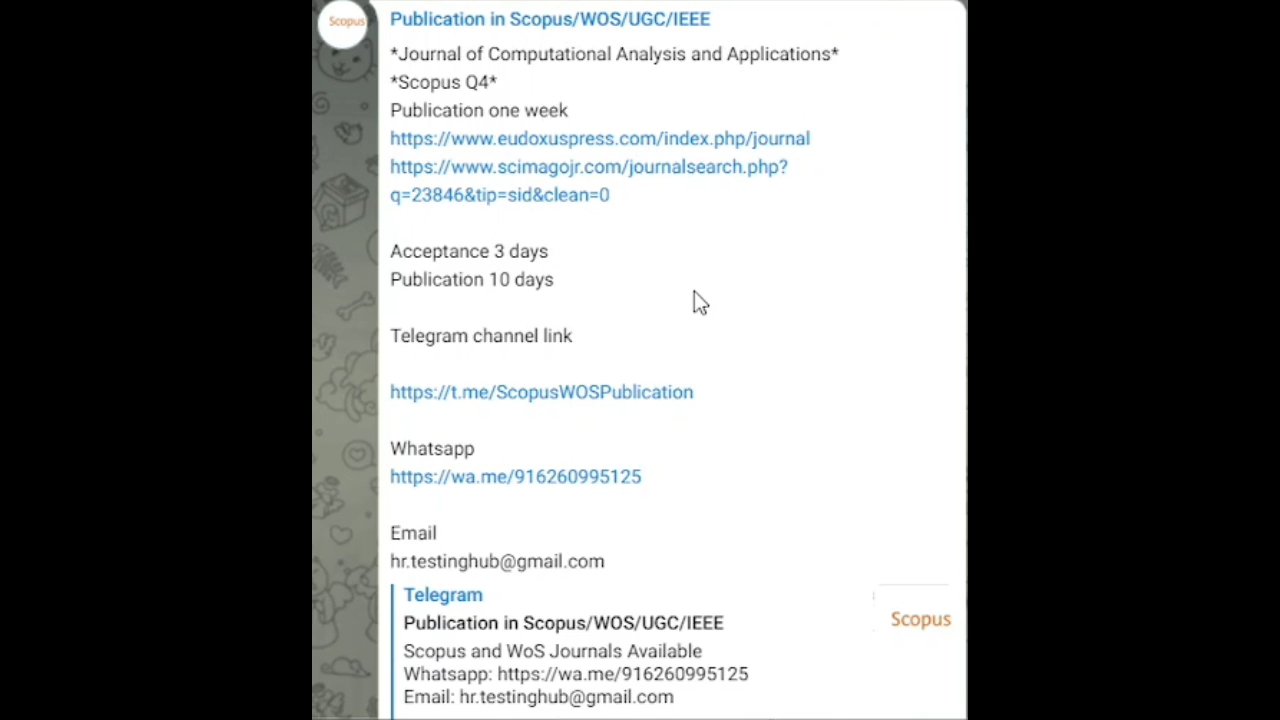 Scopus
Publication in Scopus/WOS/UGC/IEEE
*Journal of Computational Analysis and Applications*
*Scopus Q4*
Publication one week
https://www.eudoxuspress.com/index.php/journal
https://www.scimagojr.com/journalsearch.php?
q=23846&tip=sid&clean=0
Acceptance 3 days
Publication 10 days
Telegram channel link
https://t.me/ScopusWOSPublication
Whatsapp
https://wa.me/916260995125
Email
hr.testinghub@gmail.com
Telegram
Publication in Scopus/WOS/UGC/IEEE
Scopus
Scopus and WoS Journals Available
Whatsapp: https://wa.me/916260995125
Email: hr.testinghub@gmail.com